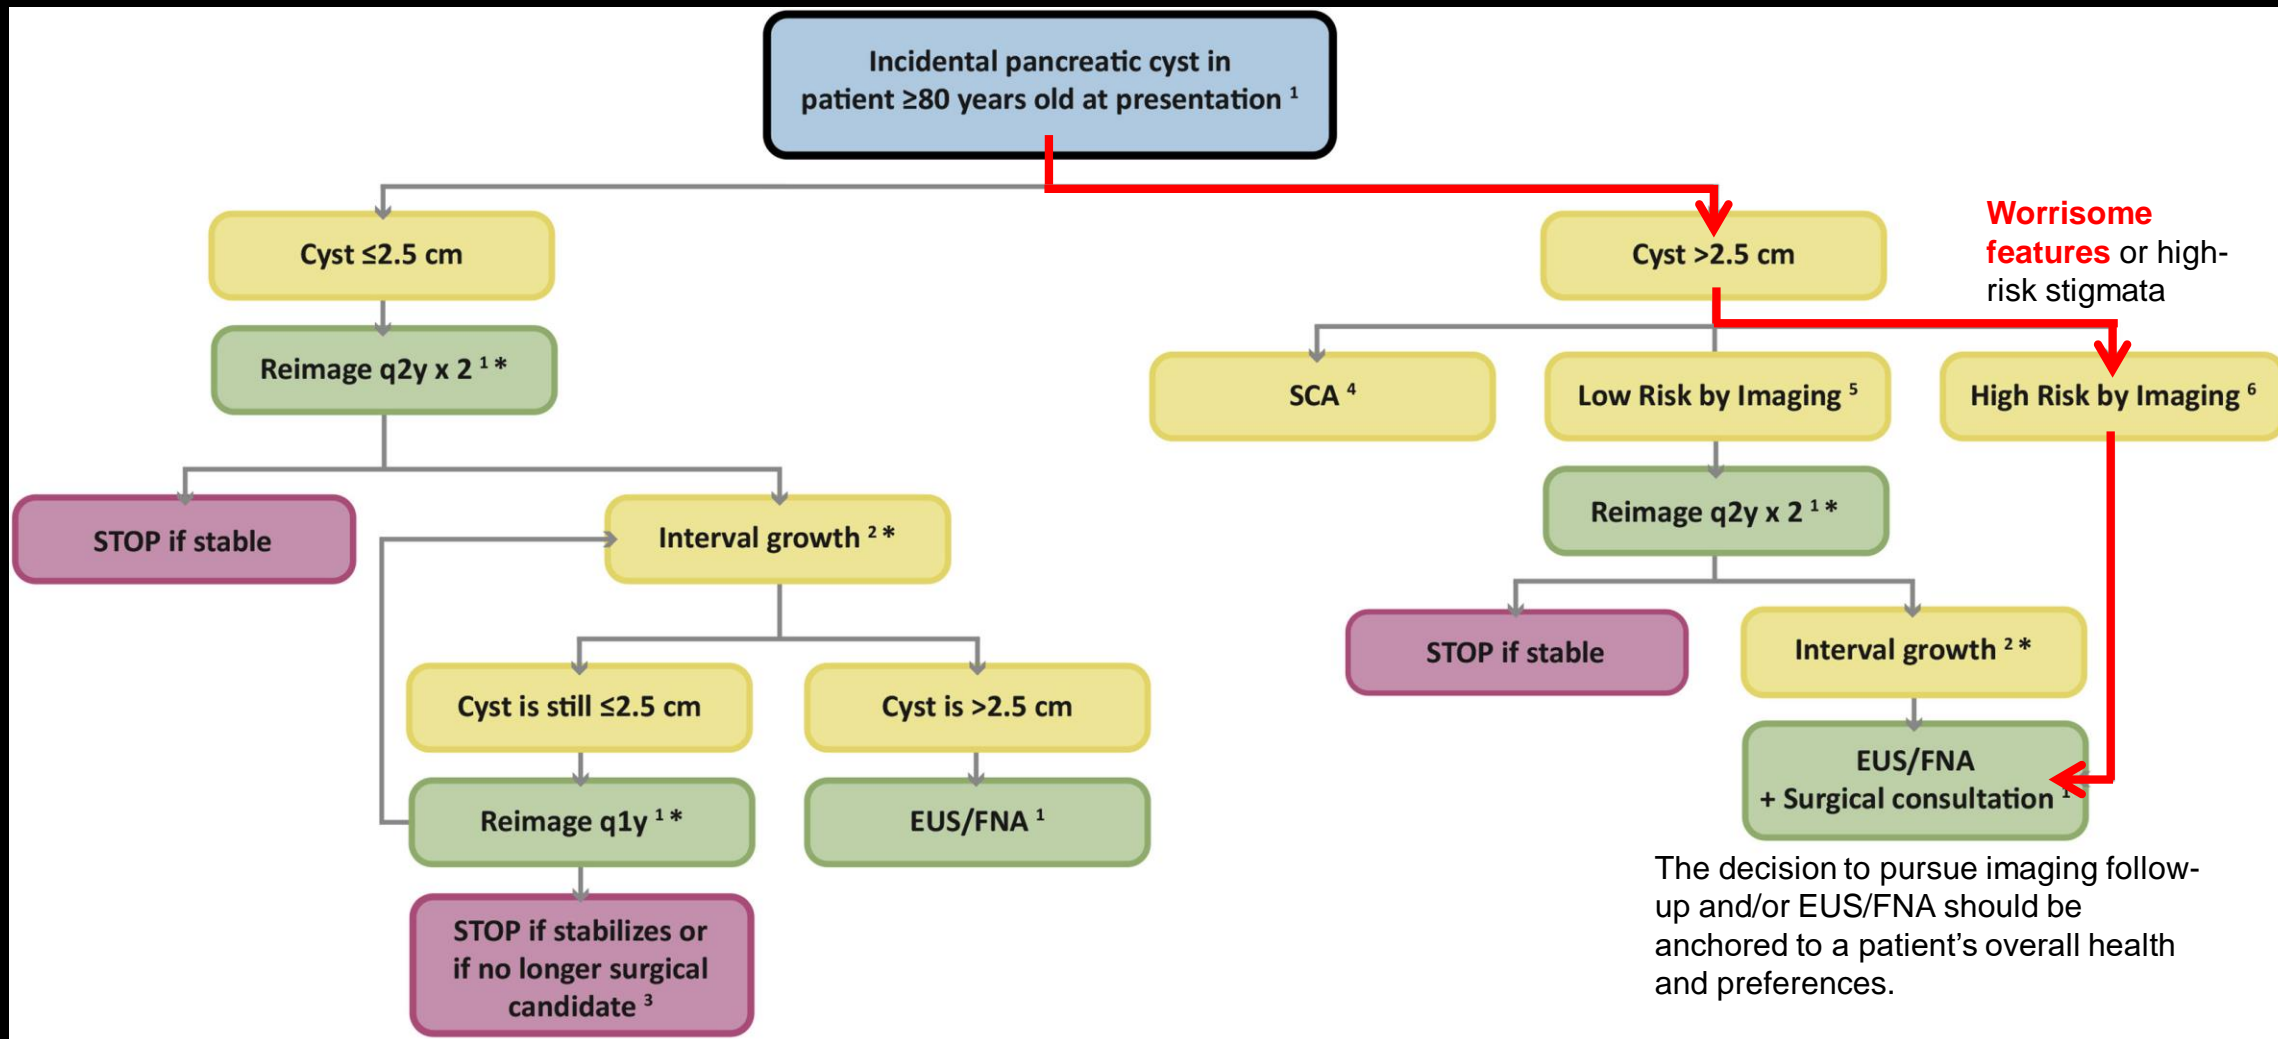 Incidental pancreatic cyst in
patient ≥80 years old at presentation ¹
Cyst ≤2.5 cm
Cyst >2.5 cm
Worrisome
features or high-
risk stigmata
Reimage q2y x 2 ¹ *
SCA ⁴
Low Risk by Imaging ⁵
High Risk by Imaging ⁶
STOP if stable
Interval growth ² *
Reimage q2y x 2 ¹ *
Cyst is still ≤2.5 cm
Cyst is >2.5 cm
STOP if stable
Interval growth ² *
Reimage q1y ¹ *
EUS/FNA ¹
EUS/FNA
+ Surgical consultation ¹
STOP if stabilizes or
if no longer surgical
candidate ³
The decision to pursue imaging follow-
up and/or EUS/FNA should be
anchored to a patient’s overall health
and preferences.